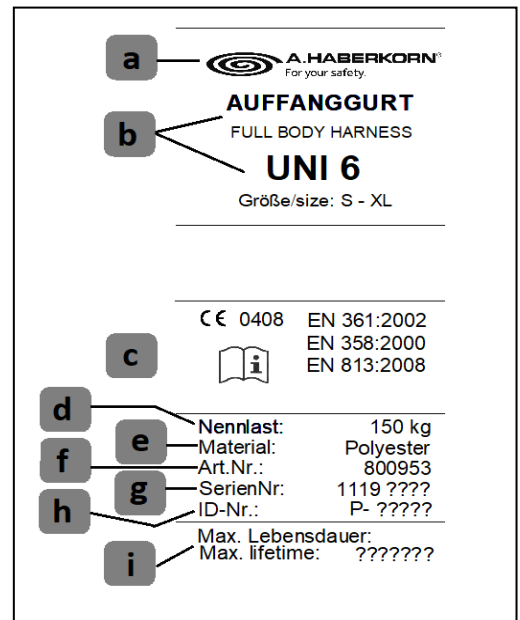 a
A.HABERKORN®
For your safety.
AUFFANGGURT
b
FULL BODY HARNESS
UNI 6
Größe/size: S - XL
CE 0408 EN 361:2002
EN 358:2000
c
i
EN 813:2008
d
Nennlast: 150 kg
e
Material: Polyester
f
Art.Nr.: 800953
g
SerienNr: 1119 ????
h
ID-Nr.: P- ?????
Max. Lebensdauer:
i
Max. lifetime: ???????